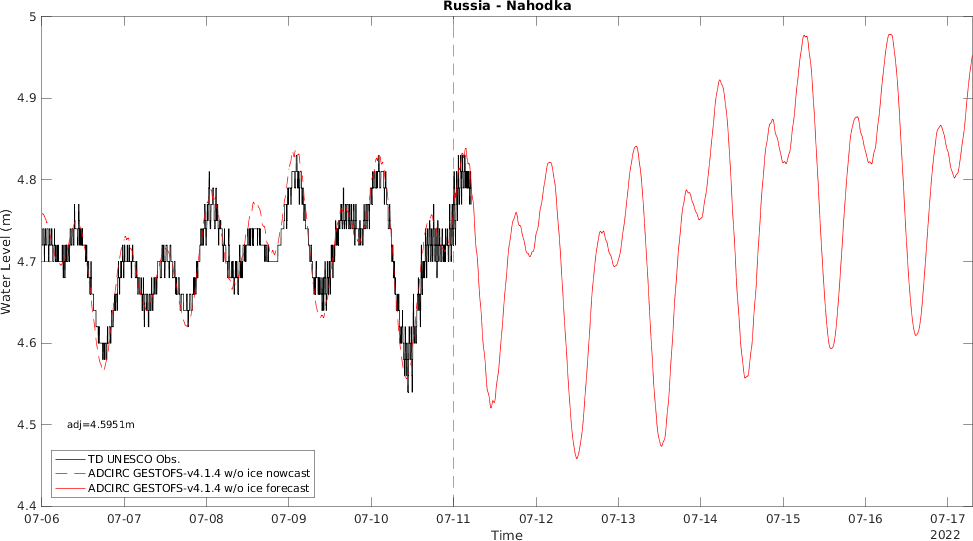 Russia - Nahodka
5
4.9
4.8
4.7
4.6
4.5
4.4
Water Level (m)
adj=4.5951m
TD UNESCO Obs.
ADCIRC GESTOFS-v4.1.4 w/o ice nowcast
ADCIRC GESTOFS-v4.1.4 w/o ice forecast
07-06 07-07 07-08 07-09 07-10 07-11 07-12 07-13 07-14 07-15 07-16 07-17
Time
2022